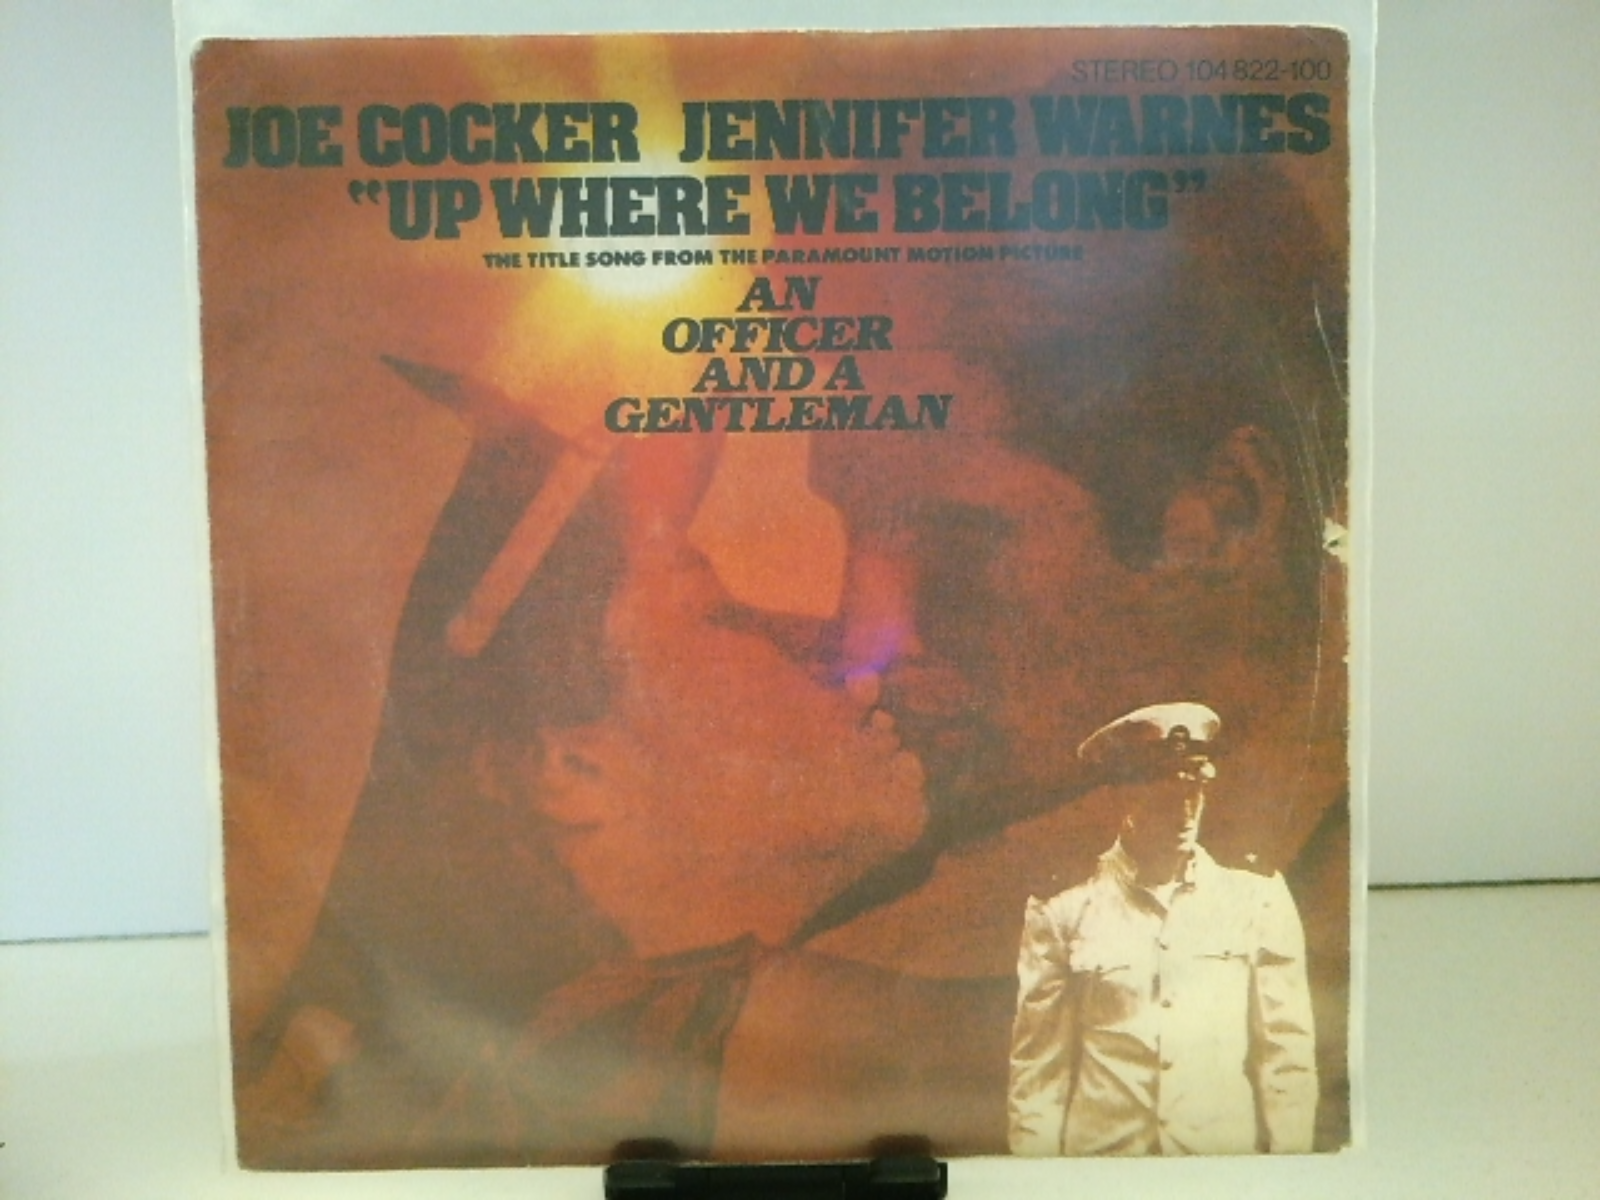 STEREO 104 822-100
JOE COCKER JENNIFER WARNES
"UP WHERE WE BELONG"
THE TITLE SONG FROM THE PARAMOUNT MOTION PICTURE
AN
OFFICER
AND A
GENTLEMAN